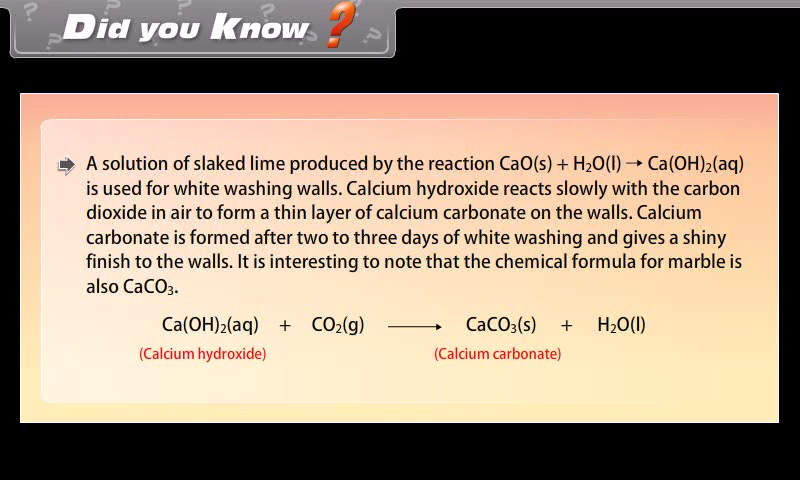 Did you Know ?
A solution of slaked lime produced by the reaction CaO(s) + H₂O(l) → Ca(OH)₂(aq)
is used for white washing walls. Calcium hydroxide reacts slowly with the carbon
dioxide in air to form a thin layer of calcium carbonate on the walls. Calcium
carbonate is formed after two to three days of white washing and gives a shiny
finish to the walls. It is interesting to note that the chemical formula for marble is
also CaCO₃.
Ca(OH)₂(aq) + CO₂(g) ⟶ CaCO₃(s) + H₂O(l)
(Calcium hydroxide) (Calcium carbonate)